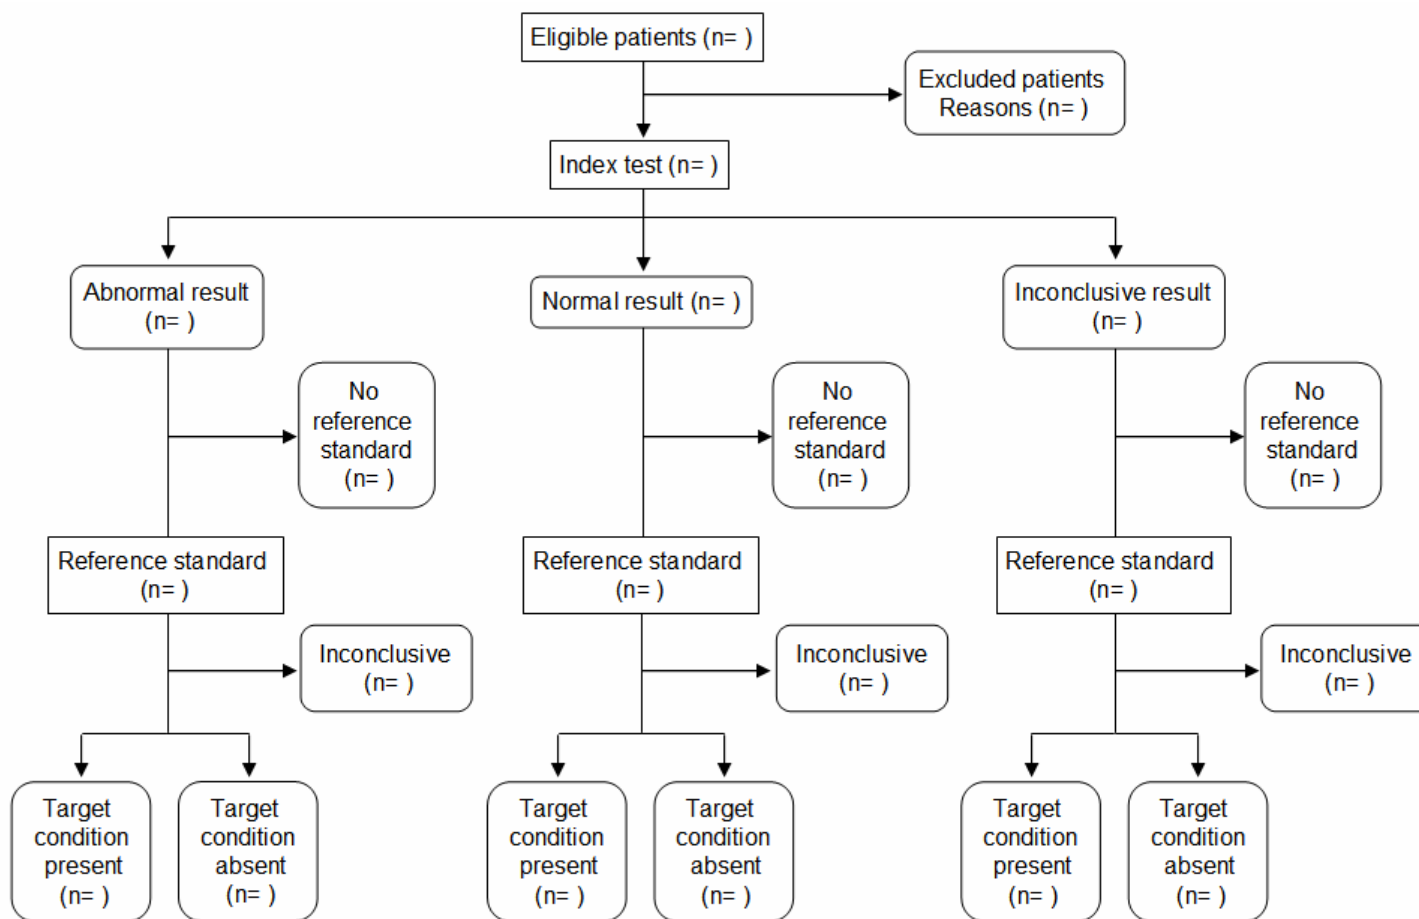 Eligible patients (n= )
Excluded patients
Reasons (n= )
Index test (n= )
Abnormal result
(n= )
Normal result (n= )
Inconclusive result
(n= )
No
reference
standard
(n= )
No
reference
standard
(n= )
No
reference
standard
(n= )
Reference standard
(n= )
Reference standard
(n= )
Reference standard
(n= )
Inconclusive
(n= )
Inconclusive
(n= )
Inconclusive
(n= )
Target
condition
present
(n= )
Target
condition
absent
(n= )
Target
condition
present
(n= )
Target
condition
absent
(n= )
Target
condition
present
(n= )
Target
condition
absent
(n= )